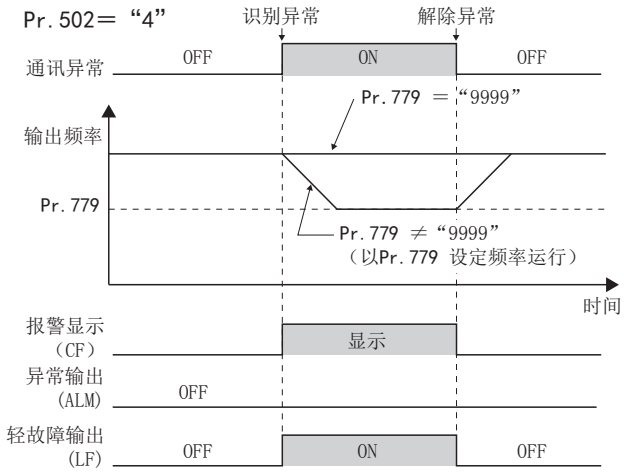 Pr.502＝ “4”
识别异常
解除异常
通讯异常
OFF
ON
OFF
Pr.779 ＝“9999”
输出频率
Pr.779
Pr.779 ≠“9999”
（以Pr.779 设定频率运行）
时间
报警显示
（CF）
显示
异常输出
(ALM)
OFF
轻故障输出
(LF)
OFF
ON
OFF